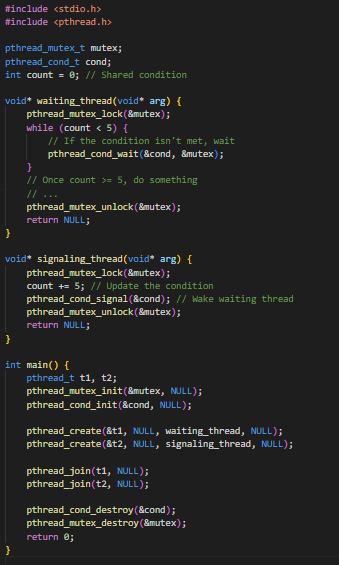 #include <stdio.h>
#include <pthread.h>

pthread_mutex_t mutex;
pthread_cond_t cond;
int count = 0; // Shared condition

void* waiting_thread(void* arg) {
    pthread_mutex_lock(&mutex);
    while (count < 5) {
        // If the condition isn't met, wait
        pthread_cond_wait(&cond, &mutex);
    }
    // Once count >= 5, do something
    // ...
    pthread_mutex_unlock(&mutex);
    return NULL;
}

void* signaling_thread(void* arg) {
    pthread_mutex_lock(&mutex);
    count += 5; // Update the condition
    pthread_cond_signal(&cond); // Wake waiting thread
    pthread_mutex_unlock(&mutex);
    return NULL;
}

int main() {
    pthread_t t1, t2;
    pthread_mutex_init(&mutex, NULL);
    pthread_cond_init(&cond, NULL);

    pthread_create(&t1, NULL, waiting_thread, NULL);
    pthread_create(&t2, NULL, signaling_thread, NULL);

    pthread_join(t1, NULL);
    pthread_join(t2, NULL);

    pthread_cond_destroy(&cond);
    pthread_mutex_destroy(&mutex);
    return 0;
}